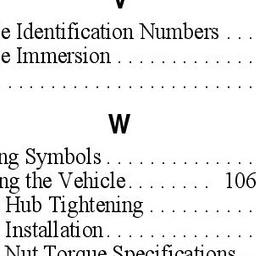 V
e Identification Numbers . . .
e Immersion . . . . . . . . . . . . .
. . . . . . . . . . . . . . . . . . . . . . .
W
ng Symbols . . . . . . . . . . . . . .
ng the Vehicle. . . . . . . . 106
Hub Tightening . . . . . . . . . .
Installation. . . . . . . . . . . . . .
Nut Torque Specifications